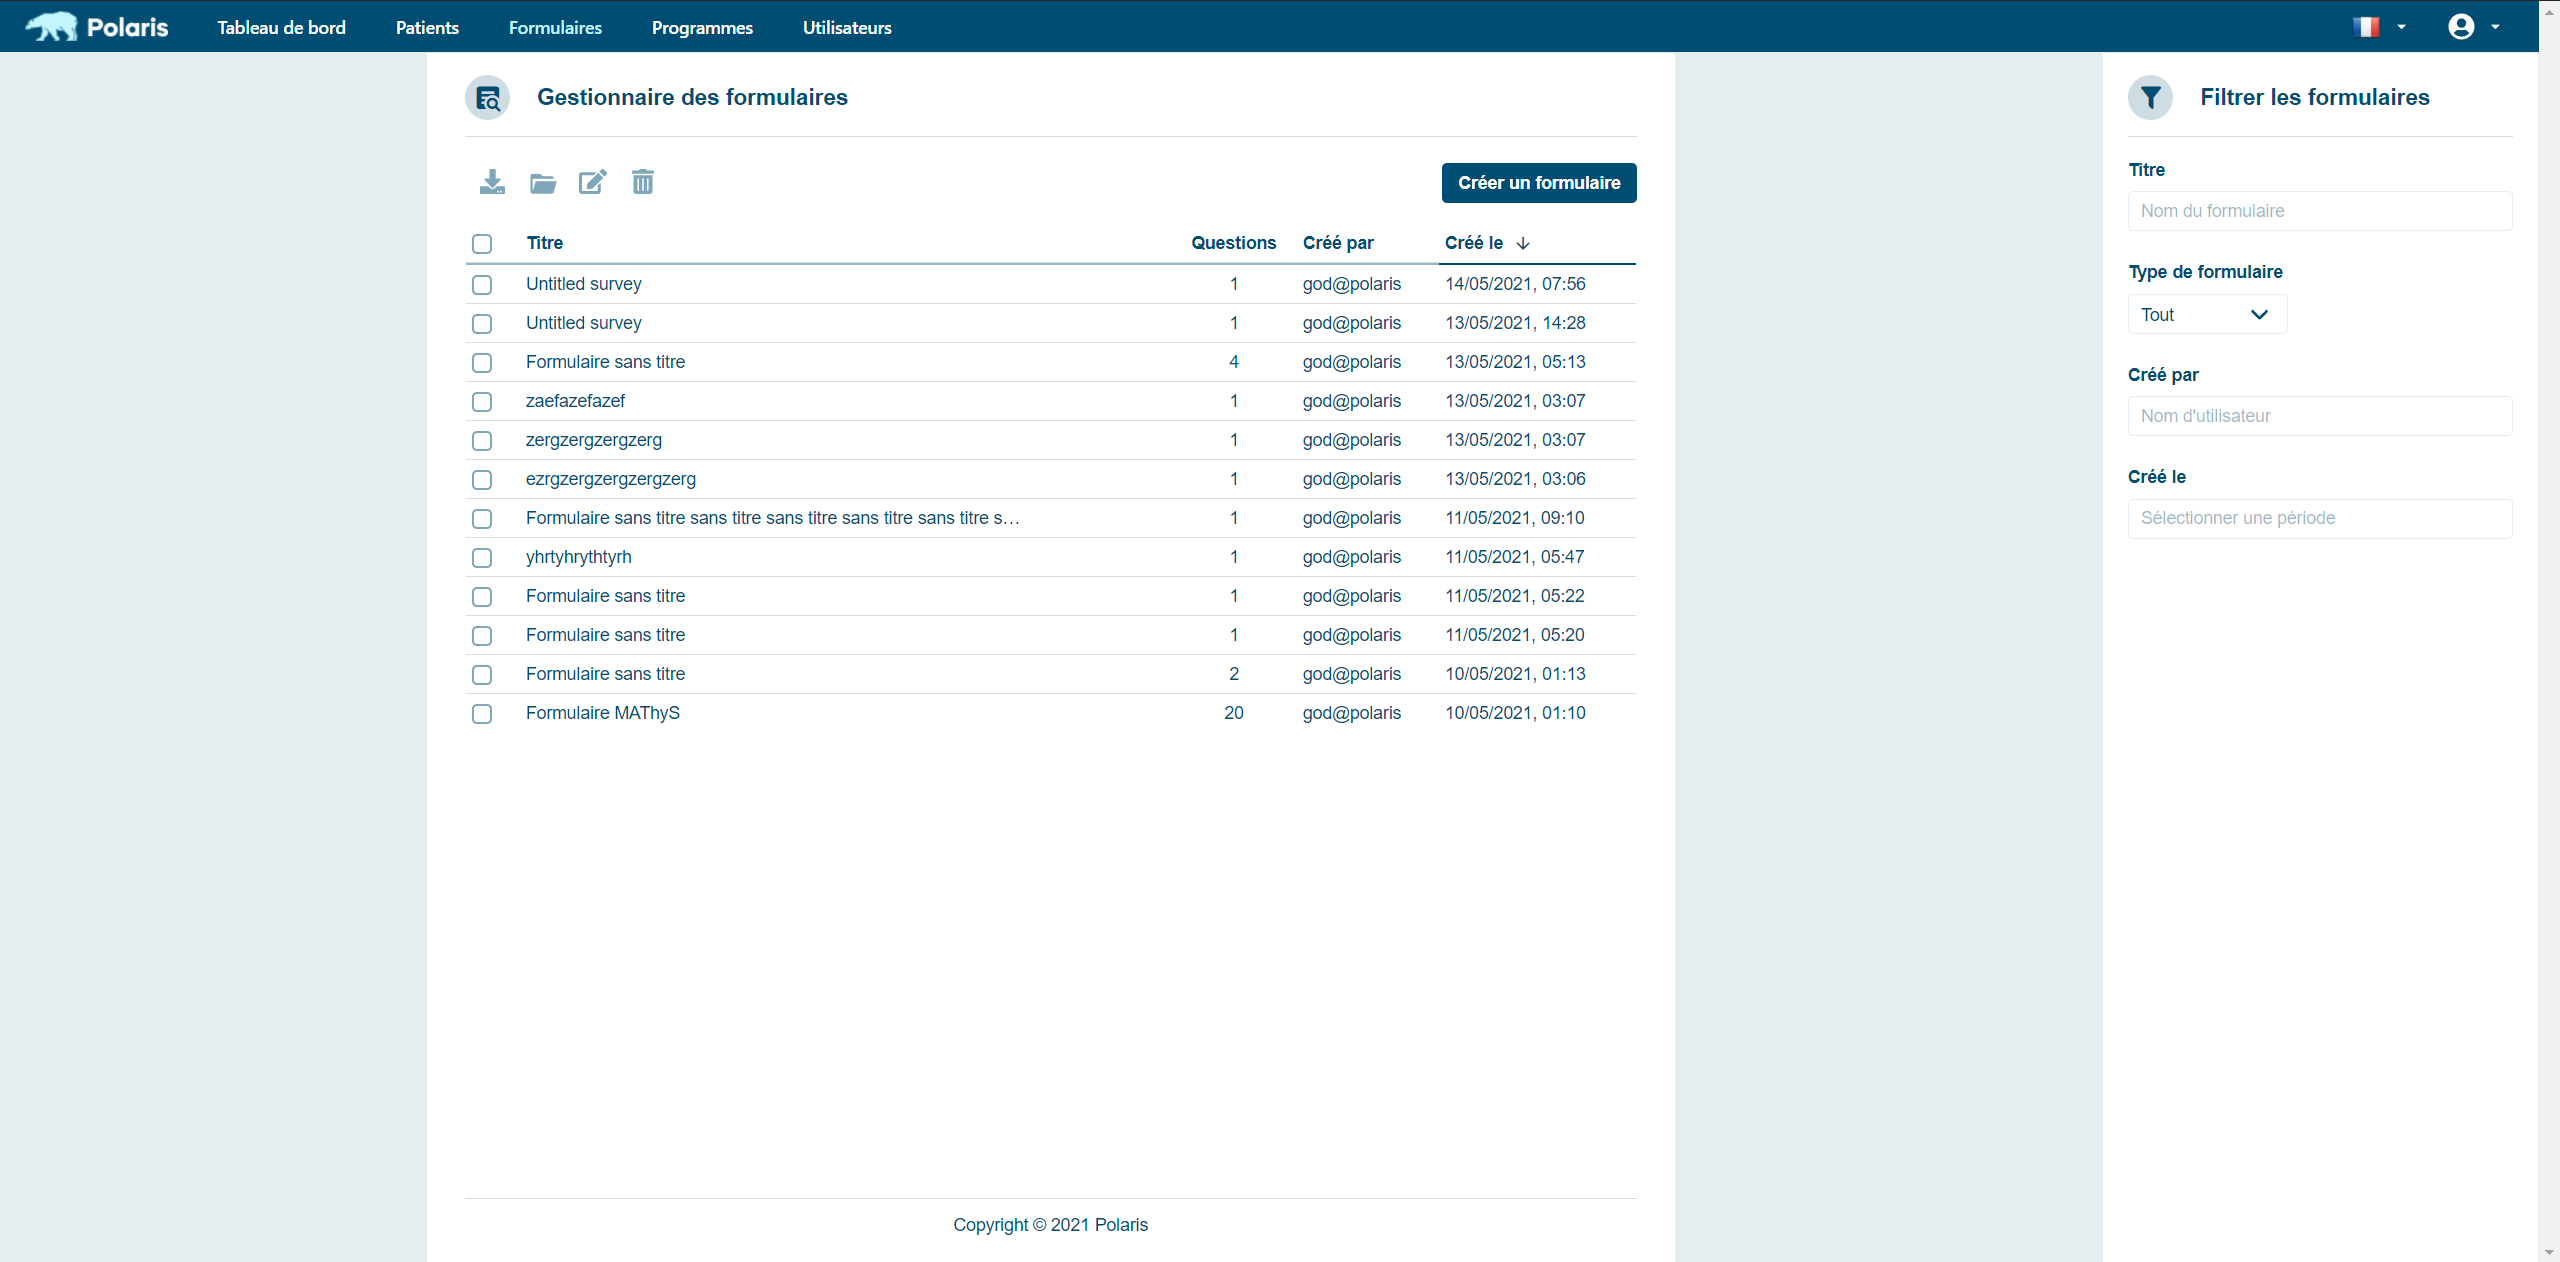 Polaris Tableau de bord Patients Formulaires Programmes Utilisateurs
Gestionnaire des formulaires
Créer un formulaire
Titre Questions Créé par Créé le
Untitled survey 1 god@polaris 14/05/2021, 07:56
Untitled survey 1 god@polaris 13/05/2021, 14:28
Formulaire sans titre 4 god@polaris 13/05/2021, 05:13
zaefazefazef 1 god@polaris 13/05/2021, 03:07
zergzergzergzerg 1 god@polaris 13/05/2021, 03:07
ezrgzergzergzergzerg 1 god@polaris 13/05/2021, 03:06
Formulaire sans titre sans titre sans titre sans titre sans titre s… 1 god@polaris 11/05/2021, 09:10
yhrtyhrythtyrh 1 god@polaris 11/05/2021, 05:47
Formulaire sans titre 1 god@polaris 11/05/2021, 05:22
Formulaire sans titre 1 god@polaris 11/05/2021, 05:20
Formulaire sans titre 2 god@polaris 10/05/2021, 01:13
Formulaire MAThyS 20 god@polaris 10/05/2021, 01:10
Copyright © 2021 Polaris
Filtrer les formulaires
Titre
Nom du formulaire
Type de formulaire
Tout
Créé par
Nom d'utilisateur
Créé le
Sélectionner une période